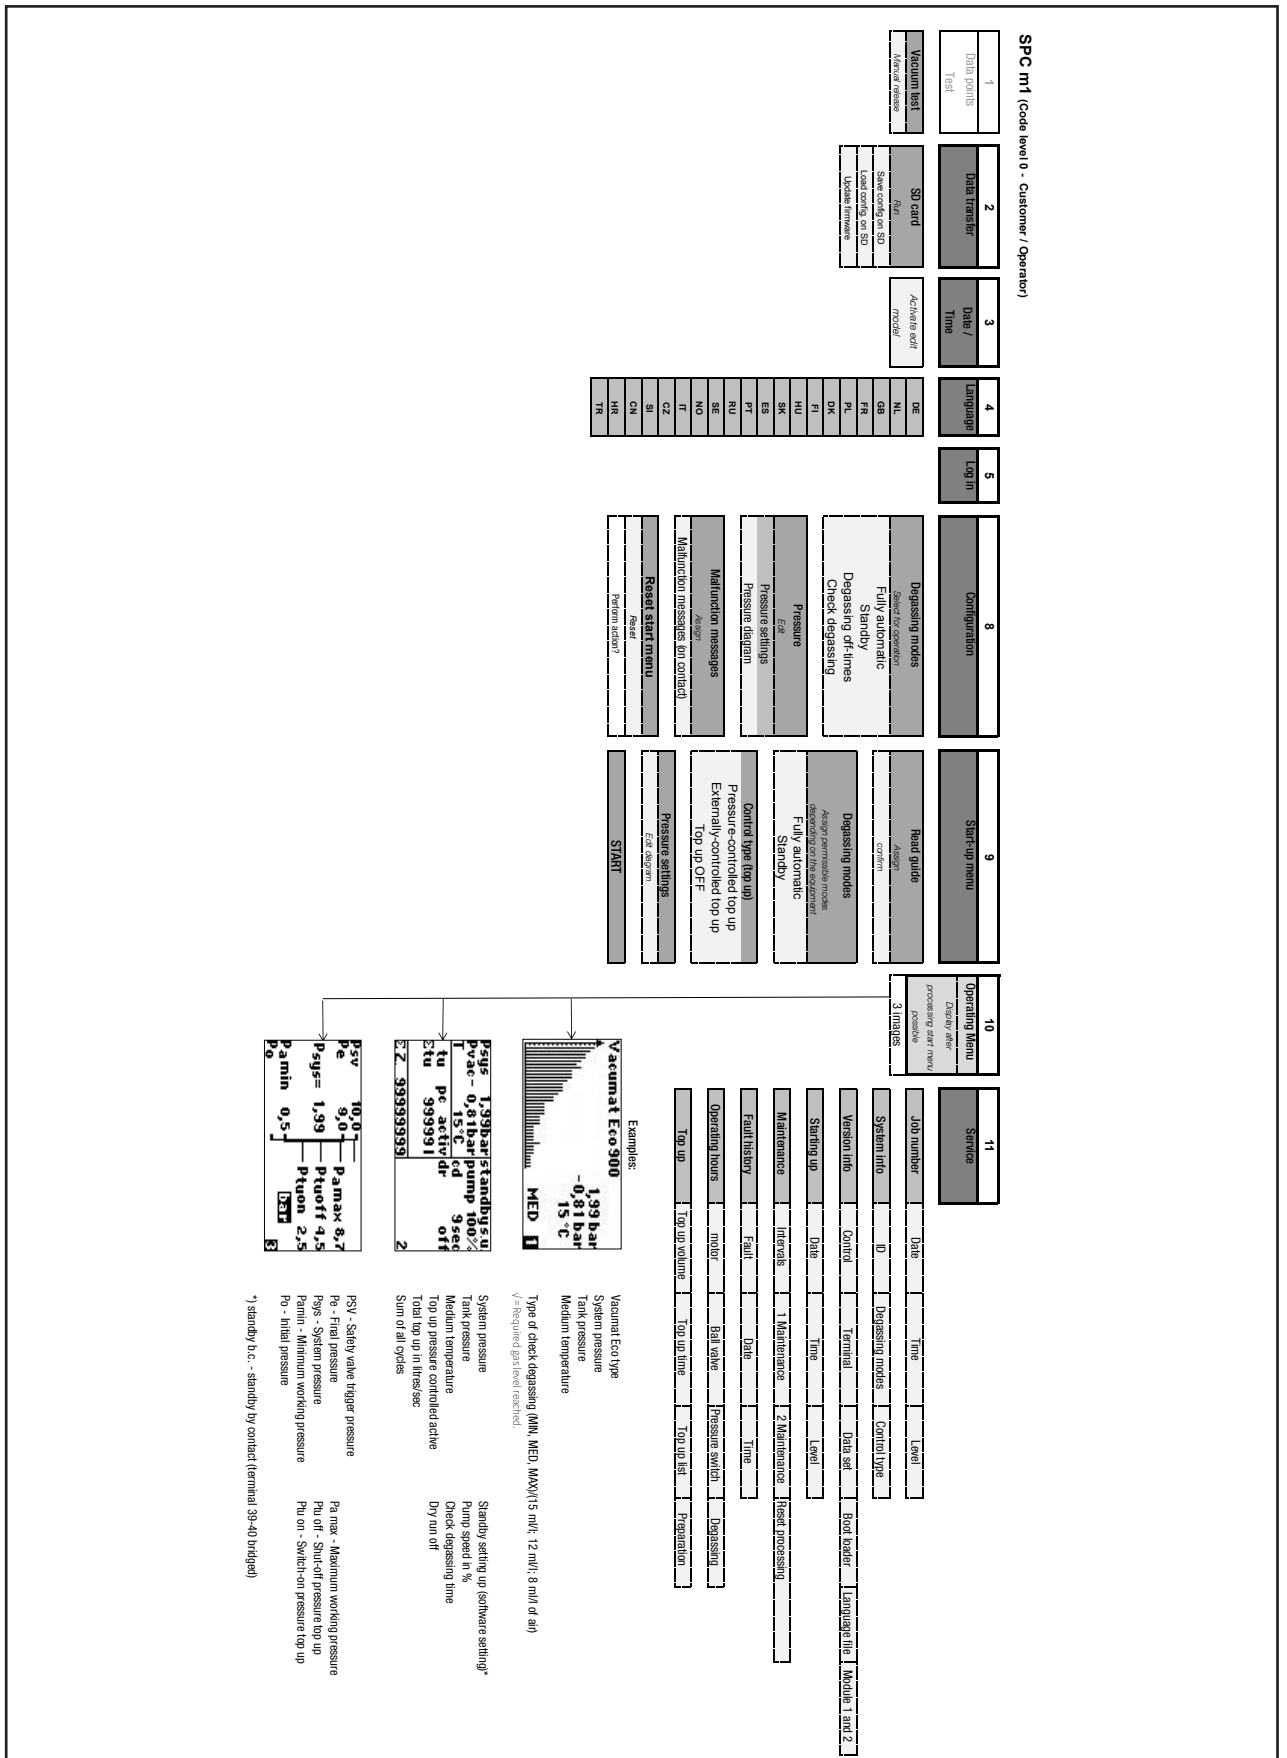 SPC m1 (Code level 0 - Customer / Operator)
1
Data points
Test
Vacuum test
Manual release
2
Data transfer
SD card
Run
Save config on SD
Load config. on SD
Update firmware
3
Date /
Time
Activate edit
mode!
4
Language
DE
NL
GB
FR
PL
DK
FI
HU
SK
ES
PT
RU
SE
NO
IT
CZ
SI
CN
HR
TR
5
Log in
8
Configuration
Degassing modes
Select for operation
Fully automatic
Standby
Degassing off-times
Check degassing
Pressure
Edit
Pressure settings
Pressure diagram
Malfunction messages
Assign
Malfunction messages (on contact)
Reset start menu
Reset
Perform action?
9
Start-up menu
Read guide
Assign
confirm
Degassing modes
Assign permissible modes
depending on the equipment
Fully automatic
Standby
Control type (top up)
Pressure-controlled top up
Externally-controlled top up
Top up OFF
Pressure settings
Edit diagram
START
10
Operating Menu
Display after
processing start menu
possible
3 images
11
Service
Job number Date Time Level
System info ID Degassing modes Control type
Version info Control Terminal Data set Boot loader Language file Module 1 and 2
Starting up Date Time Level
Maintenance Intervals 1 Maintenance 2 Maintenance Reset processing
Fault history Fault Date Time
Operating hours motor Ball valve Pressure switch Degassing
Top up Top up volume Top up time Top up list Preparation
Examples:
Vacumat Eco900
1,99 bar
-0,81 bar
15 °C
MED 1
Vacumat Eco type
System pressure
Tank pressure
Medium temperature
Type of check degassing (MIN, MED, MAX)/(15 ml/l; 12 ml/l; 8 ml/l of air)
√ = Required gas level reached.
Psys 1,99bar standby s.u.
Pvac- 0,81bar pump 100%
T 15°C cd 9sec
tu pc activ dr off
Σtu 99999l
ΣZ 99999999 2
System pressure
Tank pressure
Medium temperature
Top up pressure controlled active
Total top up in litres/sec
Sum of all cycles
Standby setting up (software setting)*
Pump speed in %
Check degassing time
Dry run off
Psv 10,0
Pe 9,0 Pa max 8,7
Psys= 1,99 Ptuoff 4,5
Ptuon 2,5
Pamin 0,5 bar
Po 3
PSV - Safety valve trigger pressure
Pe - Final pressure
Psys - System pressure
Pamin - Minimum working pressure
Po - Initial pressure
Pa max - Maximum working pressure
Ptu off - Shut-off pressure top up
Ptu on - Switch-on pressure top up
*) standby b.c. - standby by contact (terminal 39-40 bridged)